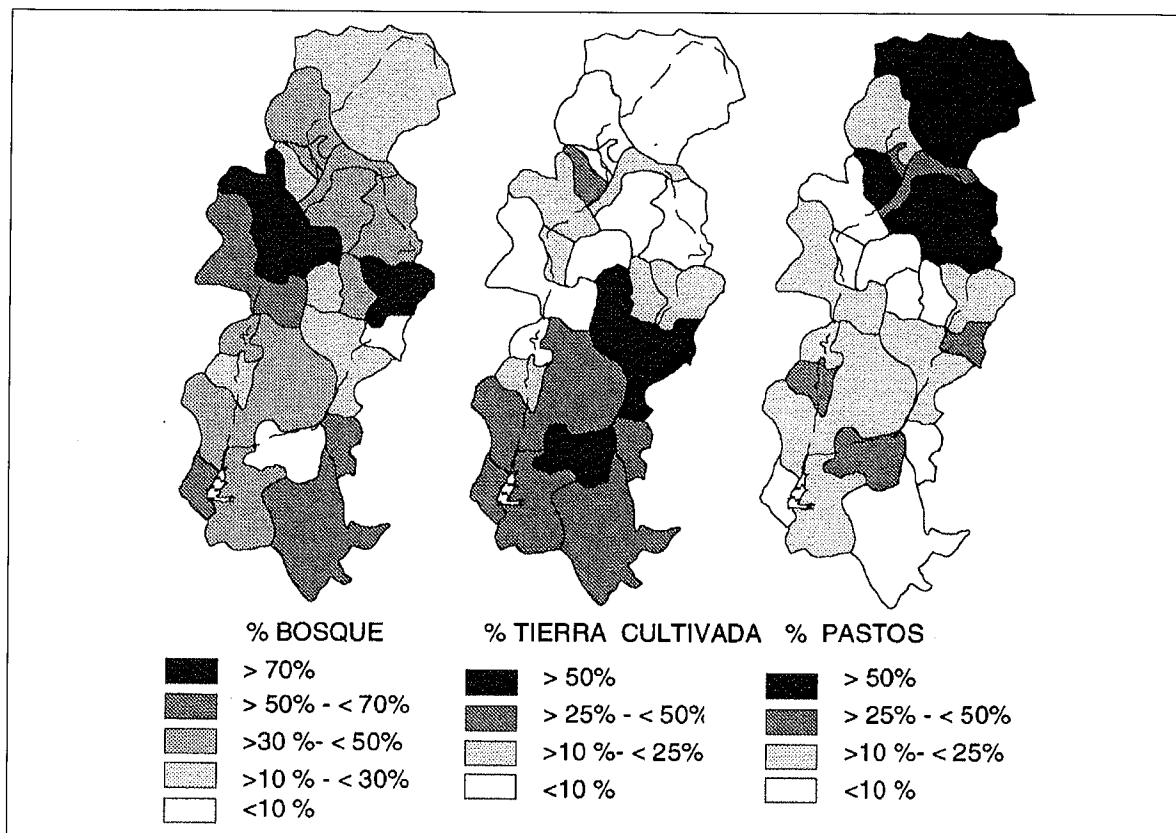 % BOSQUE
> 70%
> 50% - < 70%
>30 %- < 50%
>10 % - < 30%
<10 %
% TIERRA CULTIVADA
> 50%
> 25% - < 50%
>10 %- < 25%
<10 %
% PASTOS
> 50%
> 25% - < 50%
>10 %- < 25%
<10 %